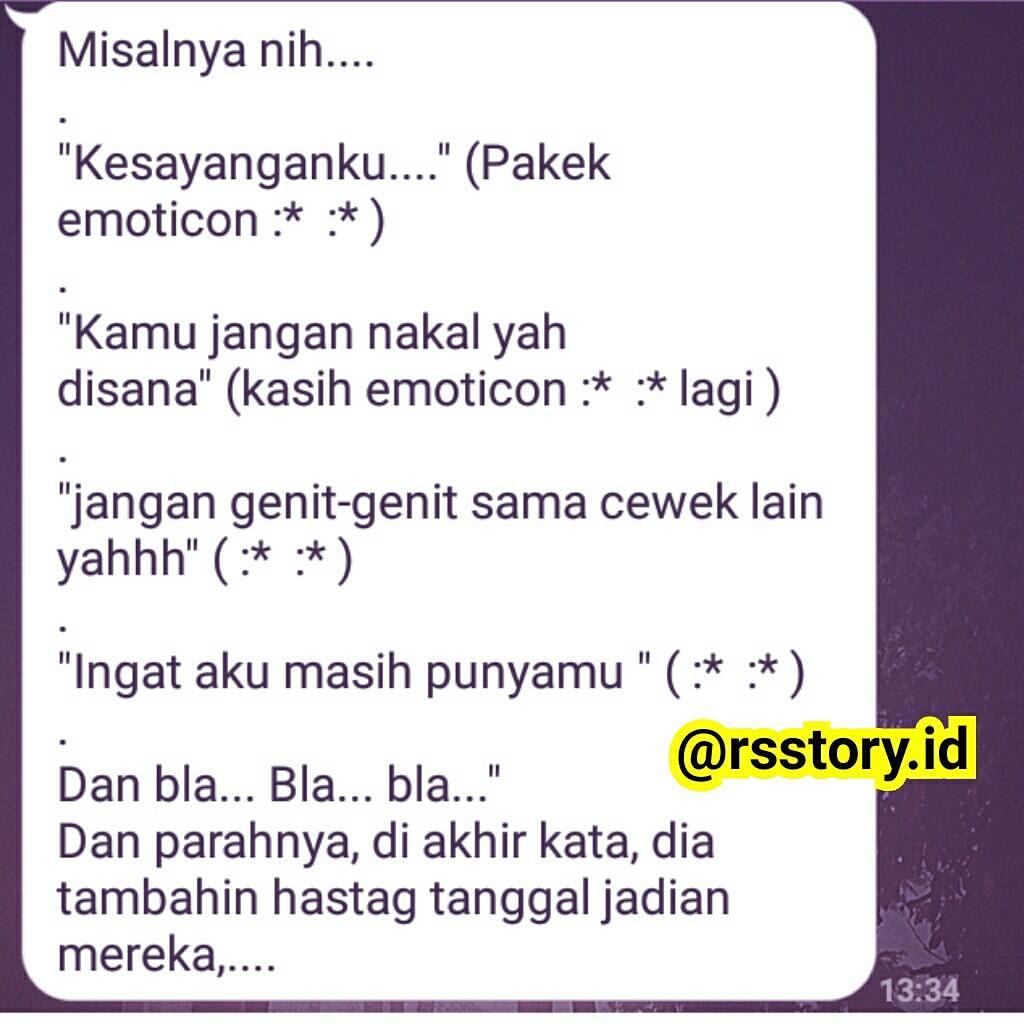 Misalnya nih....
.
"Kesayanganku...." (Pakek
emoticon :*  :* )
.
"Kamu jangan nakal yah
disana" (kasih emoticon :*  :* lagi )
.
"jangan genit-genit sama cewek lain
yahhh" ( :*  :* )
.
"Ingat aku masih punyamu " ( :*  :* )
.
@rsstory.id
Dan bla... Bla... bla..."
Dan parahnya, di akhir kata, dia
tambahin hastag tanggal jadian
mereka,....
13:34